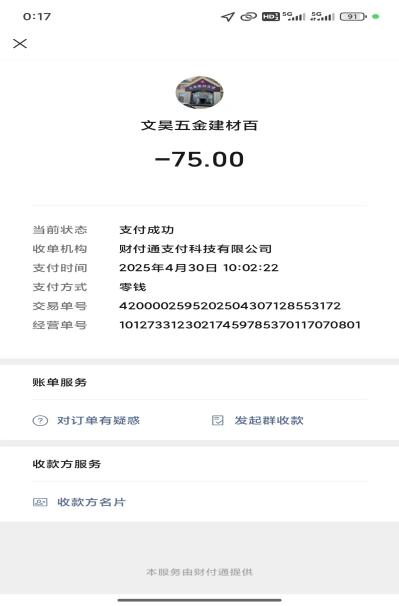 0:17
HD 5G 5G 91
文昊五金建材百
-75.00
当前状态 支付成功
收单机构 财付通支付科技有限公司
支付时间 2025年4月30日 10:02:22
支付方式 零钱
交易单号 4200002595202504307128553172
经营单号 10127331230217459785370117070801
账单服务
对订单有疑惑 发起群收款
收款方服务
收款方名片
本服务由财付通提供